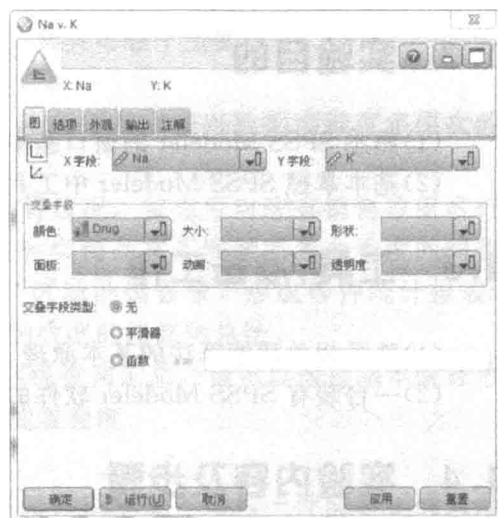 Na v. K
X: Na Y: K
图 选项 外观 输出 注解
X 字段: Na Y 字段: K
交叠字段
颜色: Drug 大小: 形状:
面板: 动画: 透明度:
交叠字段类型: 无
平滑器
函数
确定 运行(U) 取消 应用 重置